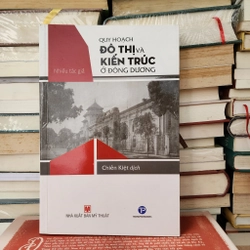 QUY HOẠCH
ĐÔ THỊ VÀ
KIẾN TRÚC
Ở ĐÔNG DƯƠNG
Nhiều tác giả
Chiến Kiệt dịch
NHÀ XUẤT BẢN MỸ THUẬT